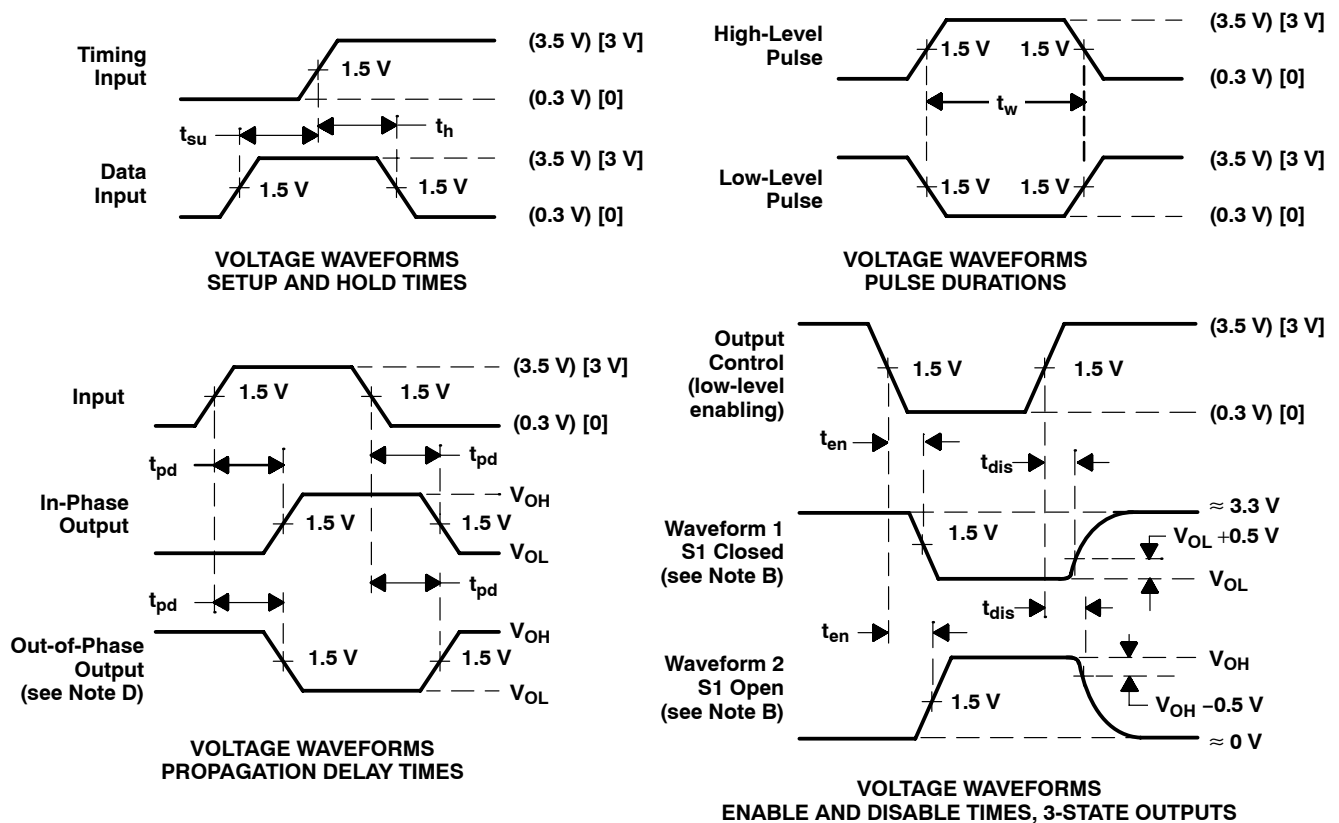 Timing
Input
1.5 V
(3.5 V) [3 V]
(0.3 V) [0]
tsu
th
Data
Input
1.5 V
1.5 V
(3.5 V) [3 V]
(0.3 V) [0]
VOLTAGE WAVEFORMS
SETUP AND HOLD TIMES
High-Level
Pulse
1.5 V
1.5 V
(3.5 V) [3 V]
(0.3 V) [0]
tw
Low-Level
Pulse
1.5 V
1.5 V
(3.5 V) [3 V]
(0.3 V) [0]
VOLTAGE WAVEFORMS
PULSE DURATIONS
Input
1.5 V
1.5 V
(3.5 V) [3 V]
(0.3 V) [0]
tpd
tpd
In-Phase
Output
1.5 V
1.5 V
VOH
VOL
tpd
tpd
Out-of-Phase
Output
(see Note D)
1.5 V
1.5 V
VOH
VOL
VOLTAGE WAVEFORMS
PROPAGATION DELAY TIMES
Output
Control
(low-level
enabling)
1.5 V
1.5 V
(3.5 V) [3 V]
(0.3 V) [0]
ten
tdis
Waveform 1
S1 Closed
(see Note B)
1.5 V
≈ 3.3 V
VOL +0.5 V
VOL
ten
tdis
Waveform 2
S1 Open
(see Note B)
1.5 V
VOH
VOH −0.5 V
≈ 0 V
VOLTAGE WAVEFORMS
ENABLE AND DISABLE TIMES, 3-STATE OUTPUTS